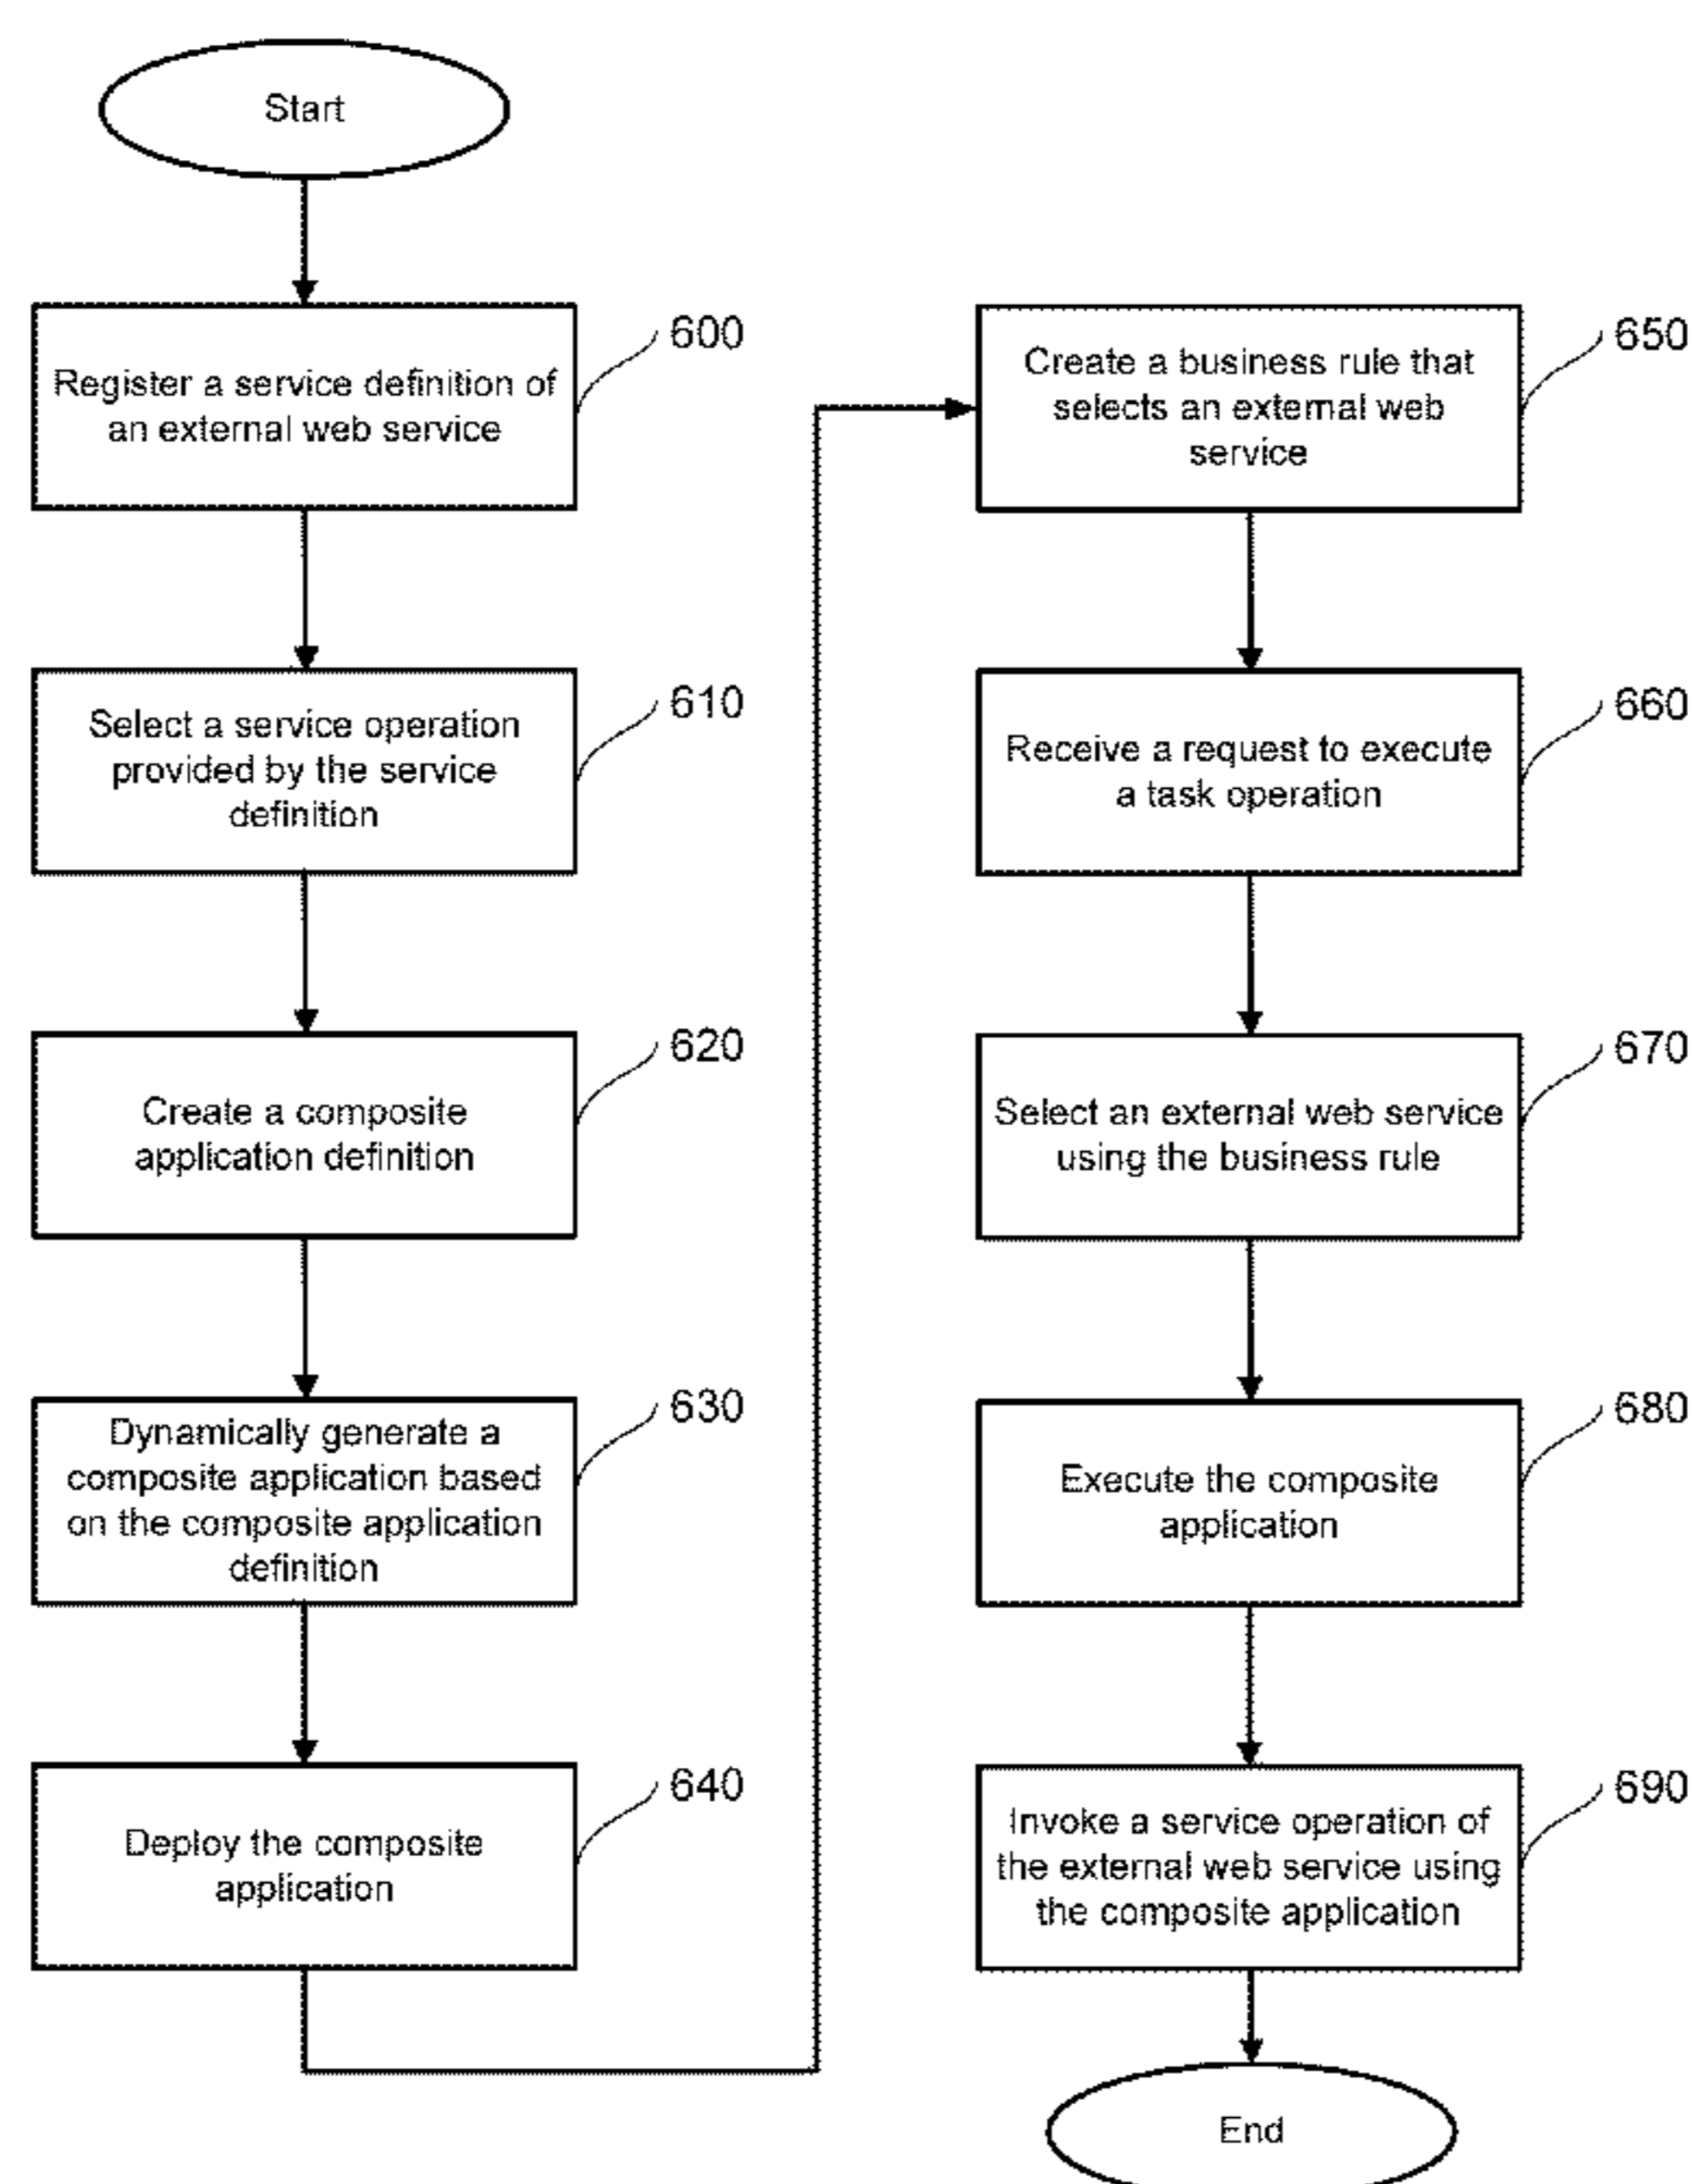 Start
600
Register a service definition of
an external web service
610
Select a service operation
provided by the service
definition
620
Create a composite
application definition
630
Dynamically generate a
composite application based
on the composite application
definition
640
Deploy the composite
application
650
Create a business rule that
selects an external web
service
660
Receive a request to execute
a task operation
670
Select an external web service
using the business rule
680
Execute the composite
application
690
Invoke a service operation of
the external web service using
the composite application
End